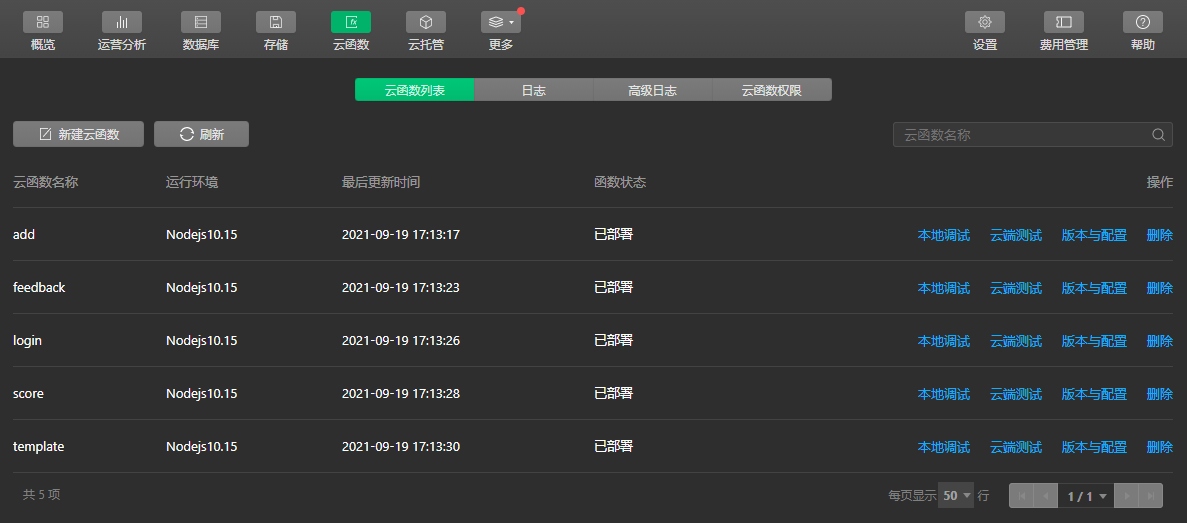 概览 运营分析 数据库 存储 云函数 云托管 更多 设置 费用管理 帮助
云函数列表 日志 高级日志 云函数权限
新建云函数 刷新 云函数名称
云函数名称 运行环境 最后更新时间 函数状态 操作
add Nodejs10.15 2021-09-19 17:13:17 已部署 本地调试 云端测试 版本与配置 删除
feedback Nodejs10.15 2021-09-19 17:13:23 已部署 本地调试 云端测试 版本与配置 删除
login Nodejs10.15 2021-09-19 17:13:26 已部署 本地调试 云端测试 版本与配置 删除
score Nodejs10.15 2021-09-19 17:13:28 已部署 本地调试 云端测试 版本与配置 删除
template Nodejs10.15 2021-09-19 17:13:30 已部署 本地调试 云端测试 版本与配置 删除
共 5 项 每页显示 50 行 1 / 1